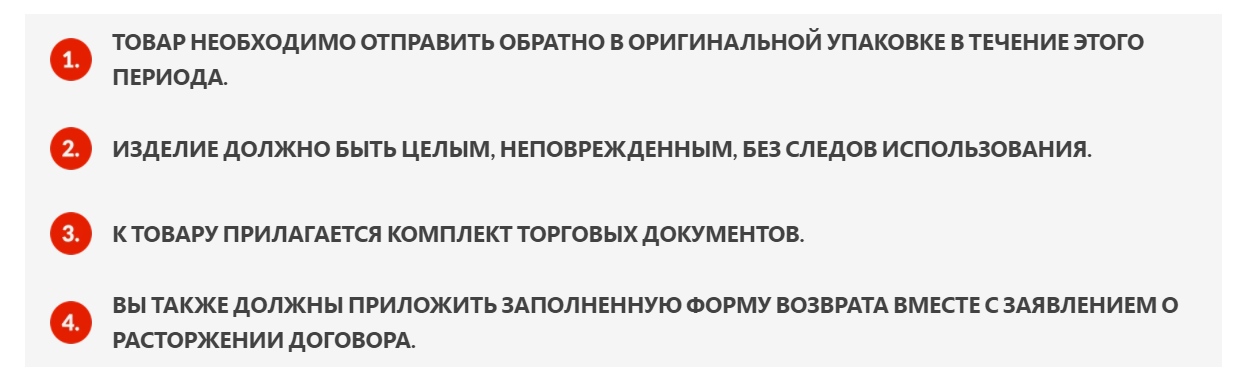 1. ТОВАР НЕОБХОДИМО ОТПРАВИТЬ ОБРАТНО В ОРИГИНАЛЬНОЙ УПАКОВКЕ В ТЕЧЕНИЕ ЭТОГО
ПЕРИОДА.
2. ИЗДЕЛИЕ ДОЛЖНО БЫТЬ ЦЕЛЫМ, НЕПОВРЕЖДЕННЫМ, БЕЗ СЛЕДОВ ИСПОЛЬЗОВАНИЯ.
3. К ТОВАРУ ПРИЛАГАЕТСЯ КОМПЛЕКТ ТОРГОВЫХ ДОКУМЕНТОВ.
4. ВЫ ТАКЖЕ ДОЛЖНЫ ПРИЛОЖИТЬ ЗАПОЛНЕННУЮ ФОРМУ ВОЗВРАТА ВМЕСТЕ С ЗАЯВЛЕНИЕМ О
РАСТОРЖЕНИИ ДОГОВОРА.